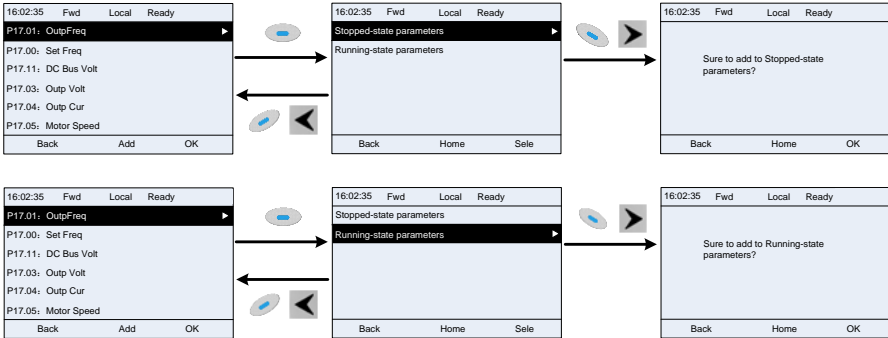 16:02:35 Fwd Local Ready
P17.01: OutpFreq
P17.00: Set Freq
P17.11: DC Bus Volt
P17.03: Outp Volt
P17.04: Outp Cur
P17.05: Motor Speed
Back Add OK
16:02:35 Fwd Local Ready
Stopped-state parameters
Running-state parameters
Back Home Sele
16:02:35 Fwd Local Ready
Sure to add to Stopped-state
parameters?
Back Home OK
16:02:35 Fwd Local Ready
P17.01: OutpFreq
P17.00: Set Freq
P17.11: DC Bus Volt
P17.03: Outp Volt
P17.04: Outp Cur
P17.05: Motor Speed
Back Add OK
16:02:35 Fwd Local Ready
Stopped-state parameters
Running-state parameters
Back Home Sele
16:02:35 Fwd Local Ready
Sure to add to Running-state
parameters?
Back Home OK